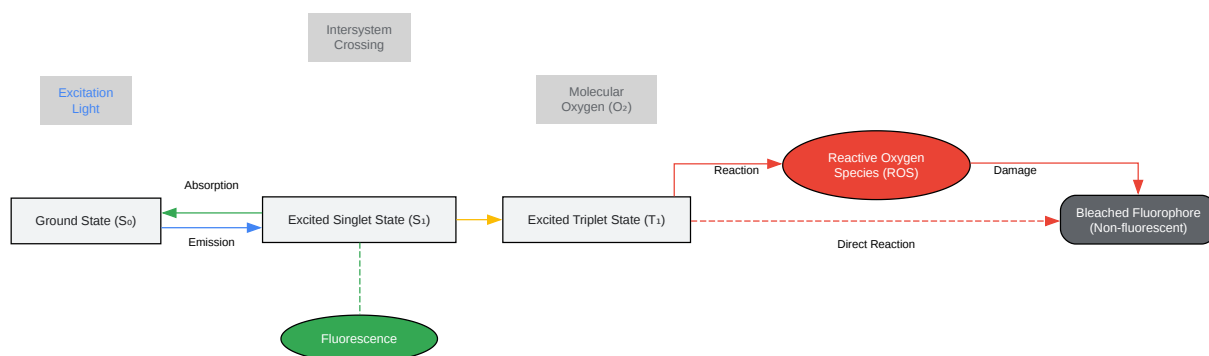 Intersystem
Crossing
Excitation
Light
Molecular
Oxygen (O₂)
Reactive Oxygen
Species (ROS)
Reaction
Damage
Absorption
Ground State (S₀)
Excited Singlet State (S₁)
Excited Triplet State (T₁)
Bleached Fluorophore
(Non-fluorescent)
Emission
Direct Reaction
Fluorescence